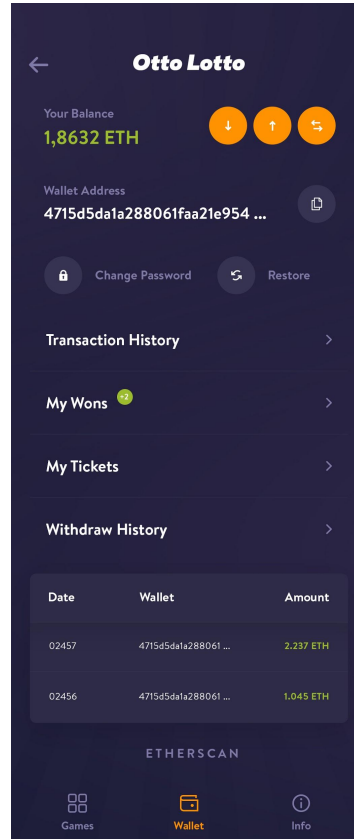 Otto Lotto
Your Balance
1,8632 ETH
Wallet Address
4715d5da1a288061faa21e954 ...
Change Password Restore
Transaction History
My Wons +2
My Tickets
Withdraw History
Date Wallet Amount
02457 4715d5da1a288061 ... 2.237 ETH
02456 4715d5da1a288061 ... 1.045 ETH
ETHERSCAN
Games Wallet Info